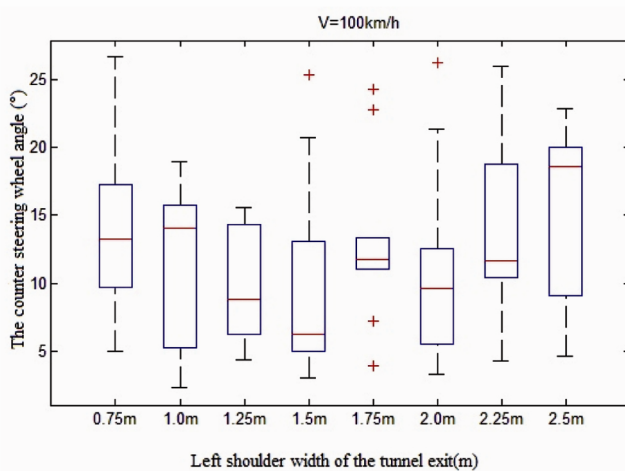 V=100km/h
The counter steering wheel angle (°)
25
20
15
10
5
0.75m 1.0m 1.25m 1.5m 1.75m 2.0m 2.25m 2.5m
Left shoulder width of the tunnel exit(m)